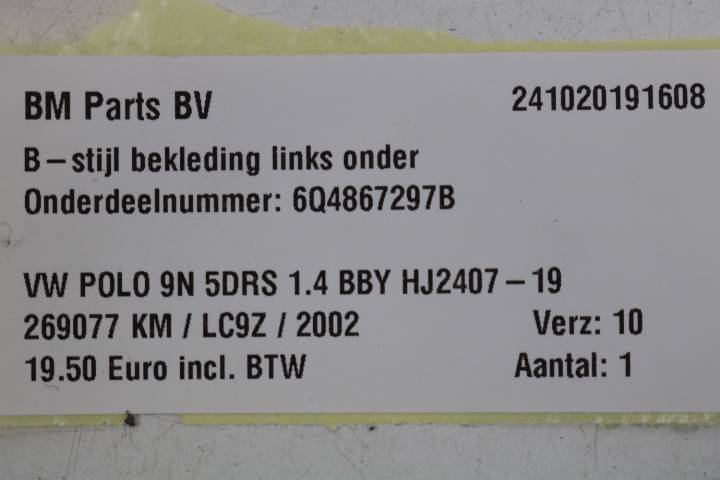 BM Parts BV 241020191608
B-stijl bekleding links onder
Onderdeelnummer: 6Q4867297B
VW POLO 9N 5DRS 1.4 BBY HJ2407-19
269077 KM / LC9Z / 2002 Verz: 10
19.50 Euro incl. BTW Aantal: 1